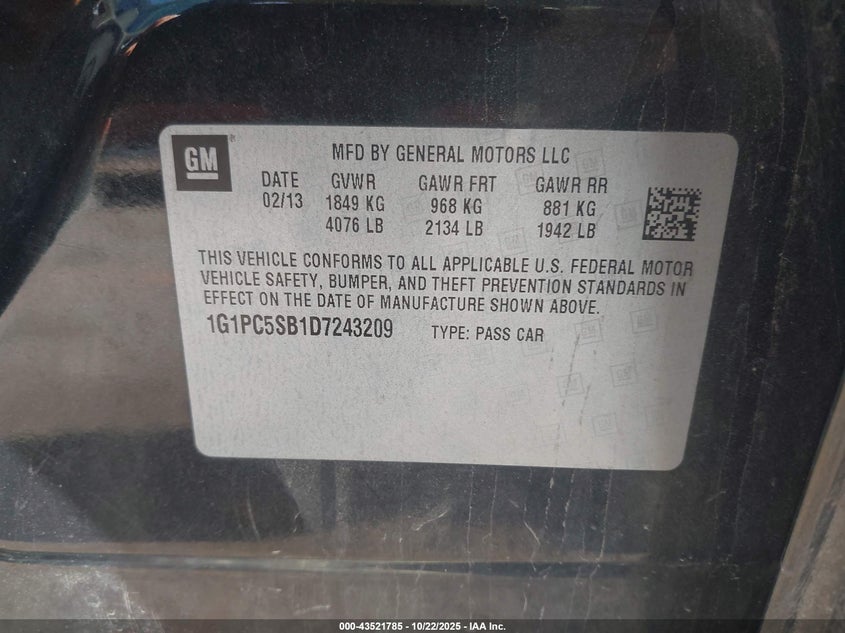 GM
MFD BY GENERAL MOTORS LLC
DATE GVWR GAWR FRT GAWR RR
02/13 1849 KG 968 KG 881 KG
4076 LB 2134 LB 1942 LB
THIS VEHICLE CONFORMS TO ALL APPLICABLE U.S. FEDERAL MOTOR
VEHICLE SAFETY, BUMPER, AND THEFT PREVENTION STANDARDS IN
EFFECT ON THE DATE OF MANUFACTURE SHOWN ABOVE.
1G1PC5SB1D7243209 TYPE: PASS CAR
000-43521785 - 10/22/2025 - IAA Inc.